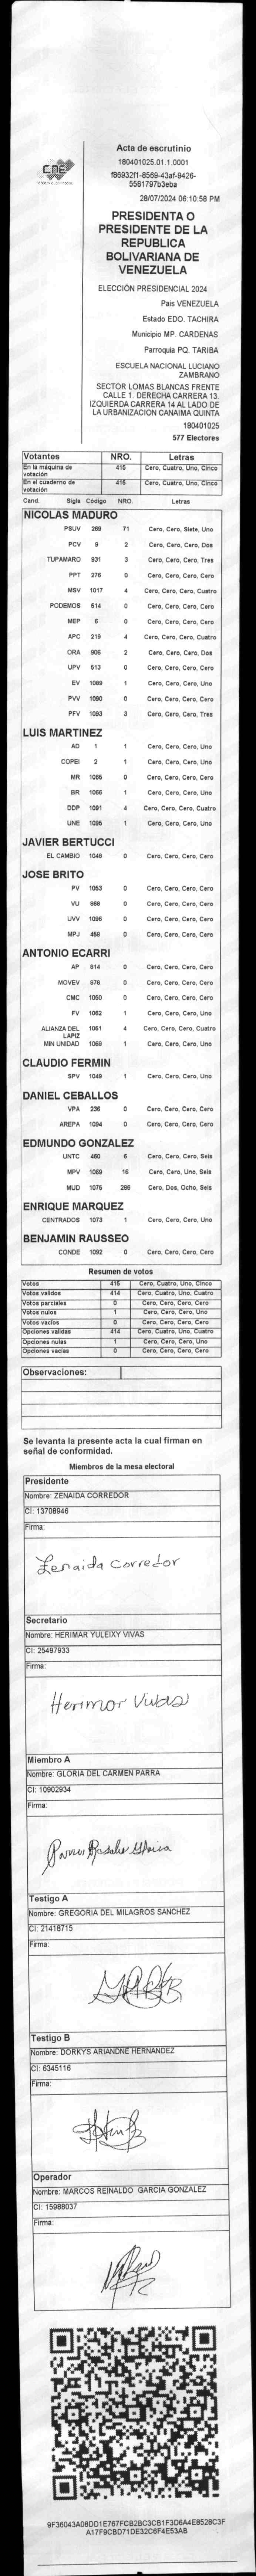 CNE
Acta de escrutinio
180401025.01.1.0001
f86932f1-8569-43af-9426-
5581797b3eba
28/07/2024 06:10:58 PM
PRESIDENTA O
PRESIDENTE DE LA
REPUBLICA
BOLIVARIANA DE
VENEZUELA
ELECCIÓN PRESIDENCIAL 2024
Pais VENEZUELA
Estado EDO. TACHIRA
Municipio MP. CARDENAS
Parroquia PQ. TARIBA
ESCUELA NACIONAL LUCIANO
ZAMBRANO
SECTOR LOMAS BLANCAS FRENTE
CALLE 1. DERECHA CARRERA 13.
IZQUIERDA CARRERA 14 AL LADO DE
LA URBANIZACION CANAIMA QUINTA
180401025
577 Electores
Votantes NRO. Letras
En la máquina de votación 415 Cero, Cuatro, Uno, Cinco
En el cuaderno de votación 415 Cero, Cuatro, Uno, Cinco
Cand. Sigla Código NRO. Letras
NICOLAS MADURO
PSUV 269 71 Cero, Cero, Siete, Uno
PCV 9 2 Cero, Cero, Cero, Dos
TUPAMARO 931 3 Cero, Cero, Cero, Tres
PPT 276 0 Cero, Cero, Cero, Cero
MSV 1017 4 Cero, Cero, Cero, Cuatro
PODEMOS 514 0 Cero, Cero, Cero, Cero
MEP 6 0 Cero, Cero, Cero, Cero
APC 219 4 Cero, Cero, Cero, Cuatro
ORA 906 2 Cero, Cero, Cero, Dos
UPV 513 0 Cero, Cero, Cero, Cero
EV 1089 1 Cero, Cero, Cero, Uno
PVV 1090 0 Cero, Cero, Cero, Cero
PFV 1093 3 Cero, Cero, Cero, Tres
LUIS MARTINEZ
AD 1 1 Cero, Cero, Cero, Uno
COPEI 2 1 Cero, Cero, Cero, Uno
MR 1065 0 Cero, Cero, Cero, Cero
BR 1066 1 Cero, Cero, Cero, Uno
DDP 1091 4 Cero, Cero, Cero, Cuatro
UNE 1095 1 Cero, Cero, Cero, Uno
JAVIER BERTUCCI
EL CAMBIO 1048 0 Cero, Cero, Cero, Cero
JOSE BRITO
PV 1053 0 Cero, Cero, Cero, Cero
VU 868 0 Cero, Cero, Cero, Cero
UVV 1096 0 Cero, Cero, Cero, Cero
MPJ 458 0 Cero, Cero, Cero, Cero
ANTONIO ECARRI
AP 814 0 Cero, Cero, Cero, Cero
MOVEV 878 0 Cero, Cero, Cero, Cero
CMC 1050 0 Cero, Cero, Cero, Cero
FV 1062 1 Cero, Cero, Cero, Uno
ALIANZA DEL LAPIZ 1051 4 Cero, Cero, Cero, Cuatro
MIN UNIDAD 1068 1 Cero, Cero, Cero, Uno
CLAUDIO FERMIN
SPV 1049 1 Cero, Cero, Cero, Uno
DANIEL CEBALLOS
VPA 236 0 Cero, Cero, Cero, Cero
AREPA 1094 0 Cero, Cero, Cero, Cero
EDMUNDO GONZALEZ
UNTC 460 6 Cero, Cero, Cero, Seis
MPV 1069 16 Cero, Cero, Uno, Seis
MUD 1075 286 Cero, Dos, Ocho, Seis
ENRIQUE MARQUEZ
CENTRADOS 1073 1 Cero, Cero, Cero, Uno
BENJAMIN RAUSSEO
CONDE 1092 0 Cero, Cero, Cero, Cero
Resumen de votos
Votos 415 Cero, Cuatro, Uno, Cinco
Votos validos 414 Cero, Cuatro, Uno, Cuatro
Votos parciales 0 Cero, Cero, Cero, Cero
Votos nulos 1 Cero, Cero, Cero, Uno
Votos vacíos 0 Cero, Cero, Cero, Cero
Opciones validas 414 Cero, Cuatro, Uno, Cuatro
Opciones nulas 1 Cero, Cero, Cero, Uno
Opciones vacías 0 Cero, Cero, Cero, Cero
Observaciones:
Se levanta la presente acta la cual firman en
señal de conformidad.
Miembros de la mesa electoral
Presidente
Nombre: ZENAIDA CORREDOR
CI: 13708946
Firma:
Zenaida Corredor
Secretario
Nombre: HERIMAR YULEIXY VIVAS
CI: 25497933
Firma:
Herimar Vivas
Miembro A
Nombre: GLORIA DEL CARMEN PARRA
CI: 10902934
Firma:
Testigo A
Nombre: GREGORIA DEL MILAGROS SANCHEZ
CI: 21418715
Firma:
Testigo B
Nombre: DORKYS ARIANDNE HERNANDEZ
CI: 6345116
Firma:
Operador
Nombre: MARCOS REINALDO GARCIA GONZALEZ
CI: 15988037
Firma:
9F36043A08DD1E767FCB2BC3CB1F3D6A4E8528C3F
A17F9CBD71DE32C6F4E53AB